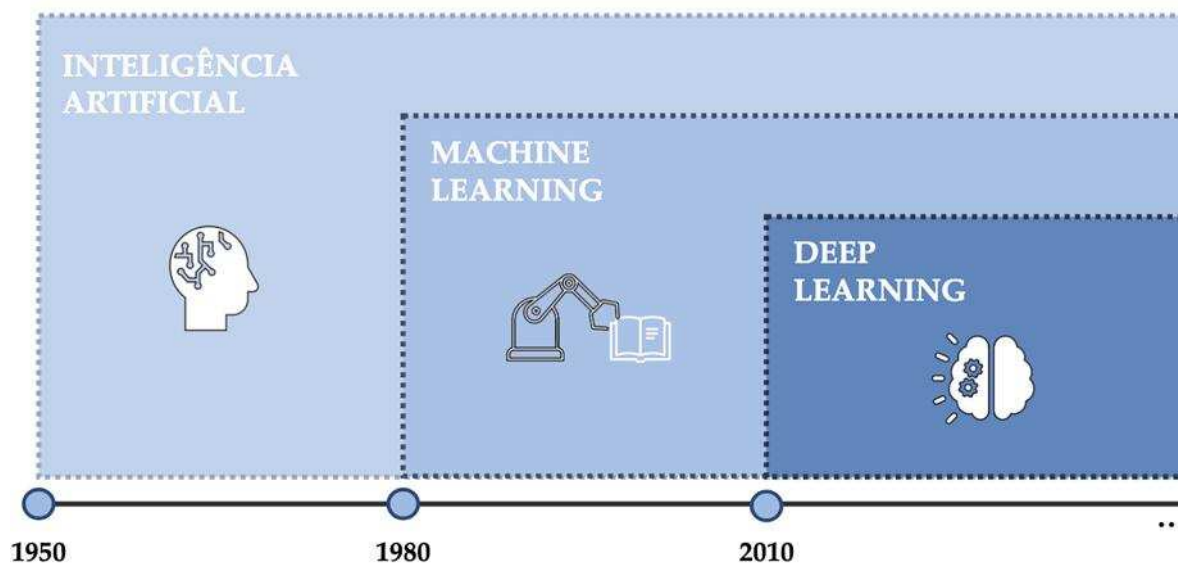 INTELIGÊNCIA
ARTIFICIAL
MACHINE
LEARNING
DEEP
LEARNING
...
1950
1980
2010